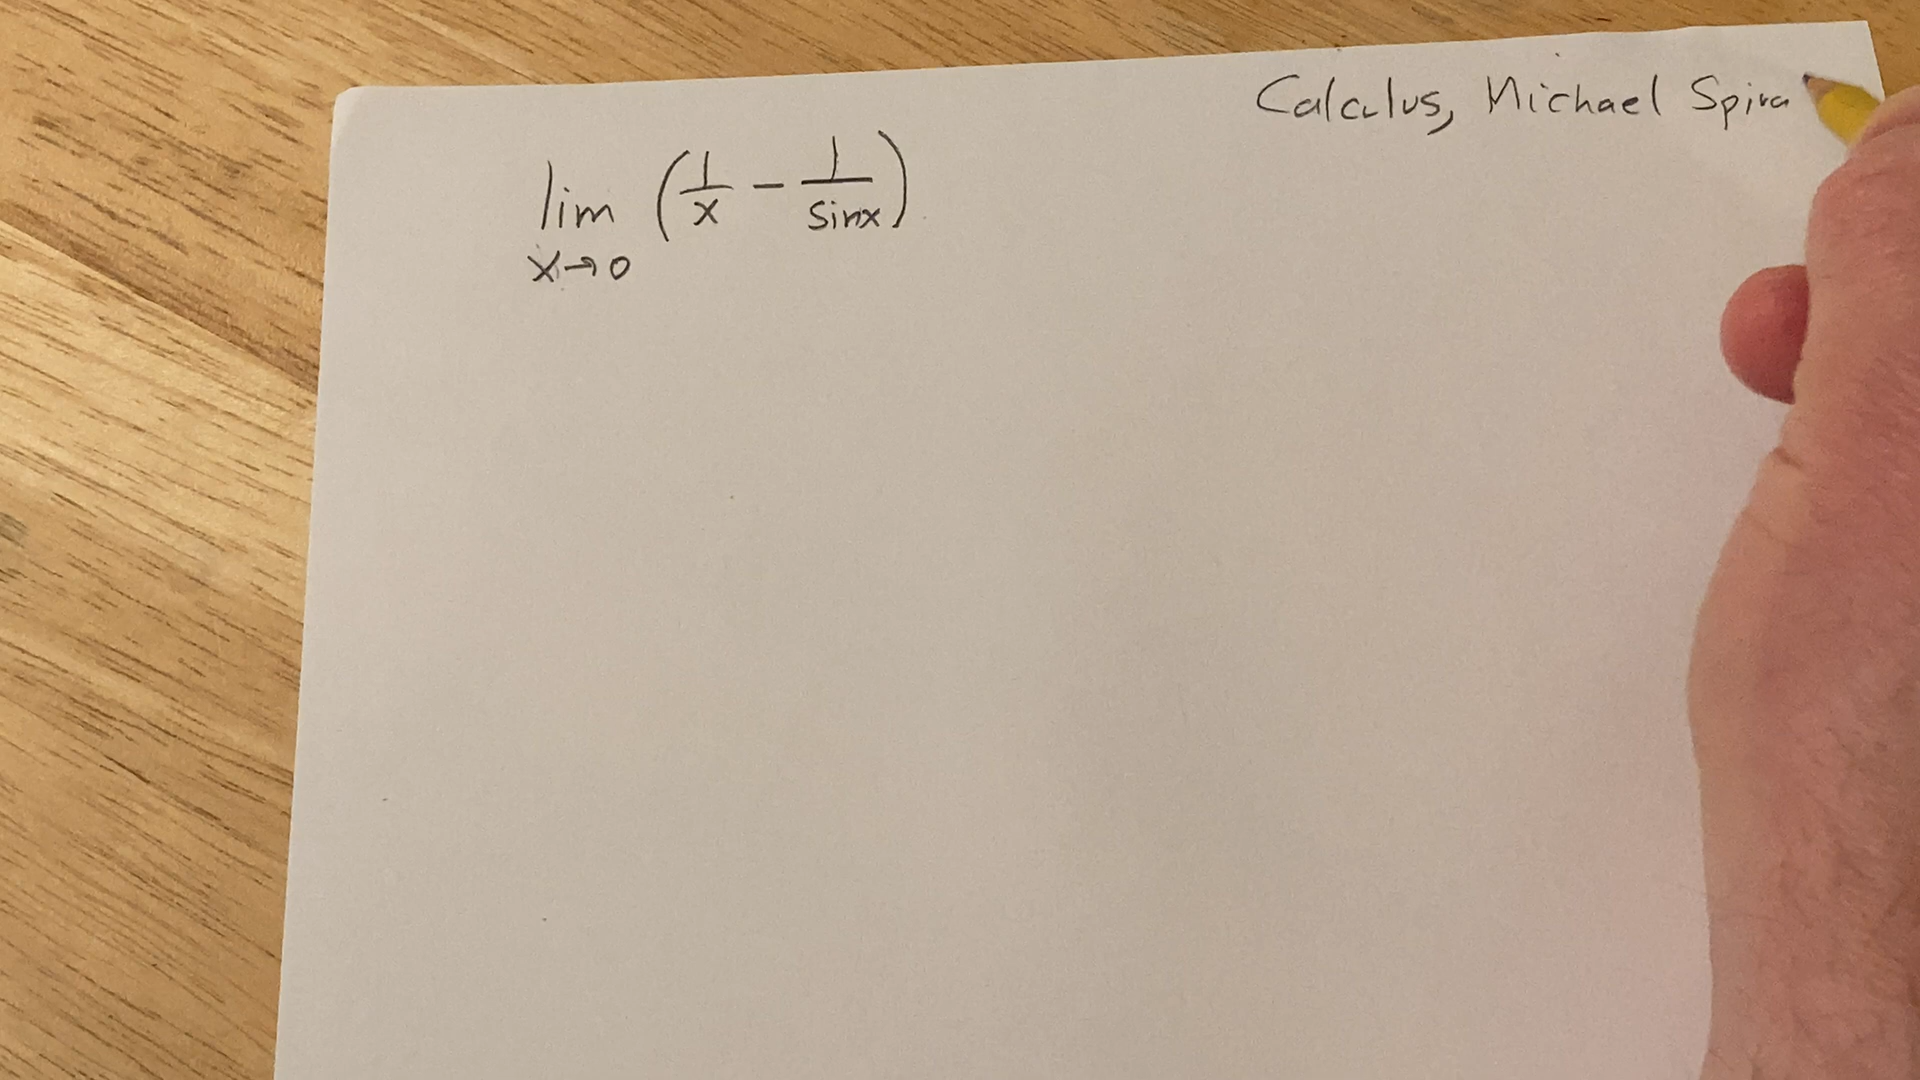 Calculus, Michael Spiva
lim (1/x - 1/sinx)
x→0